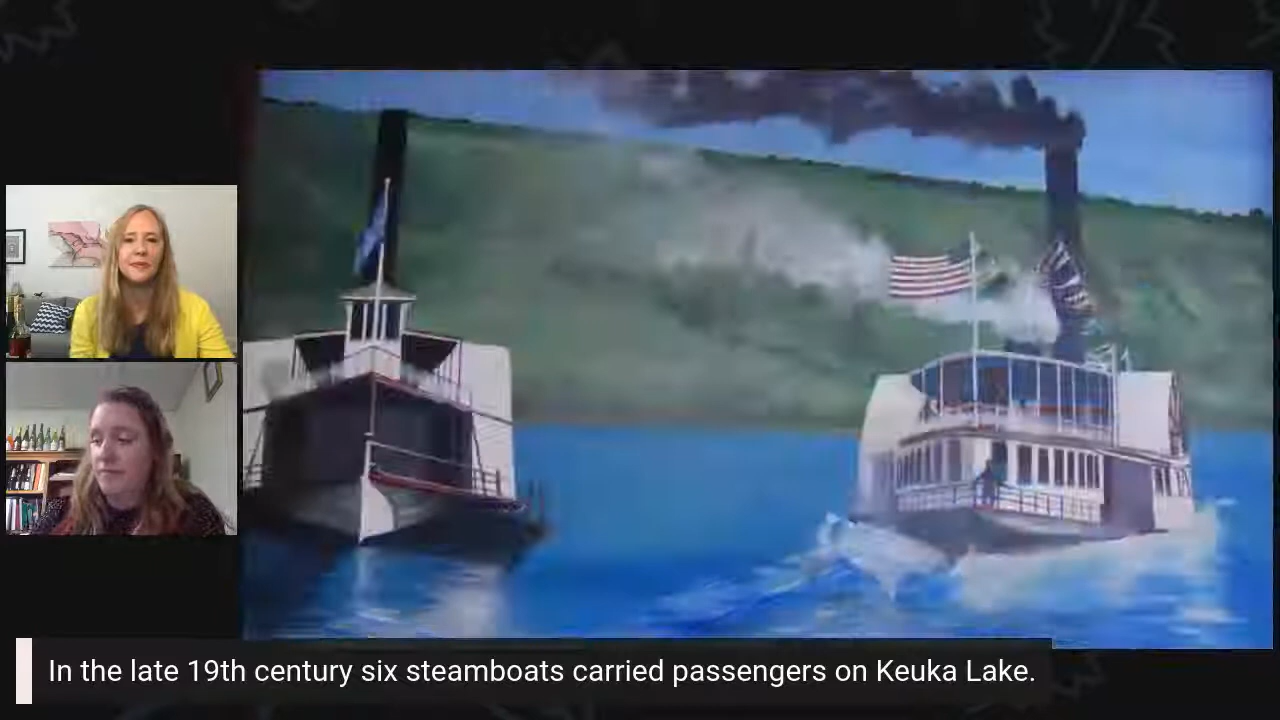 In the late 19th century six steamboats carried passengers on Keuka Lake.